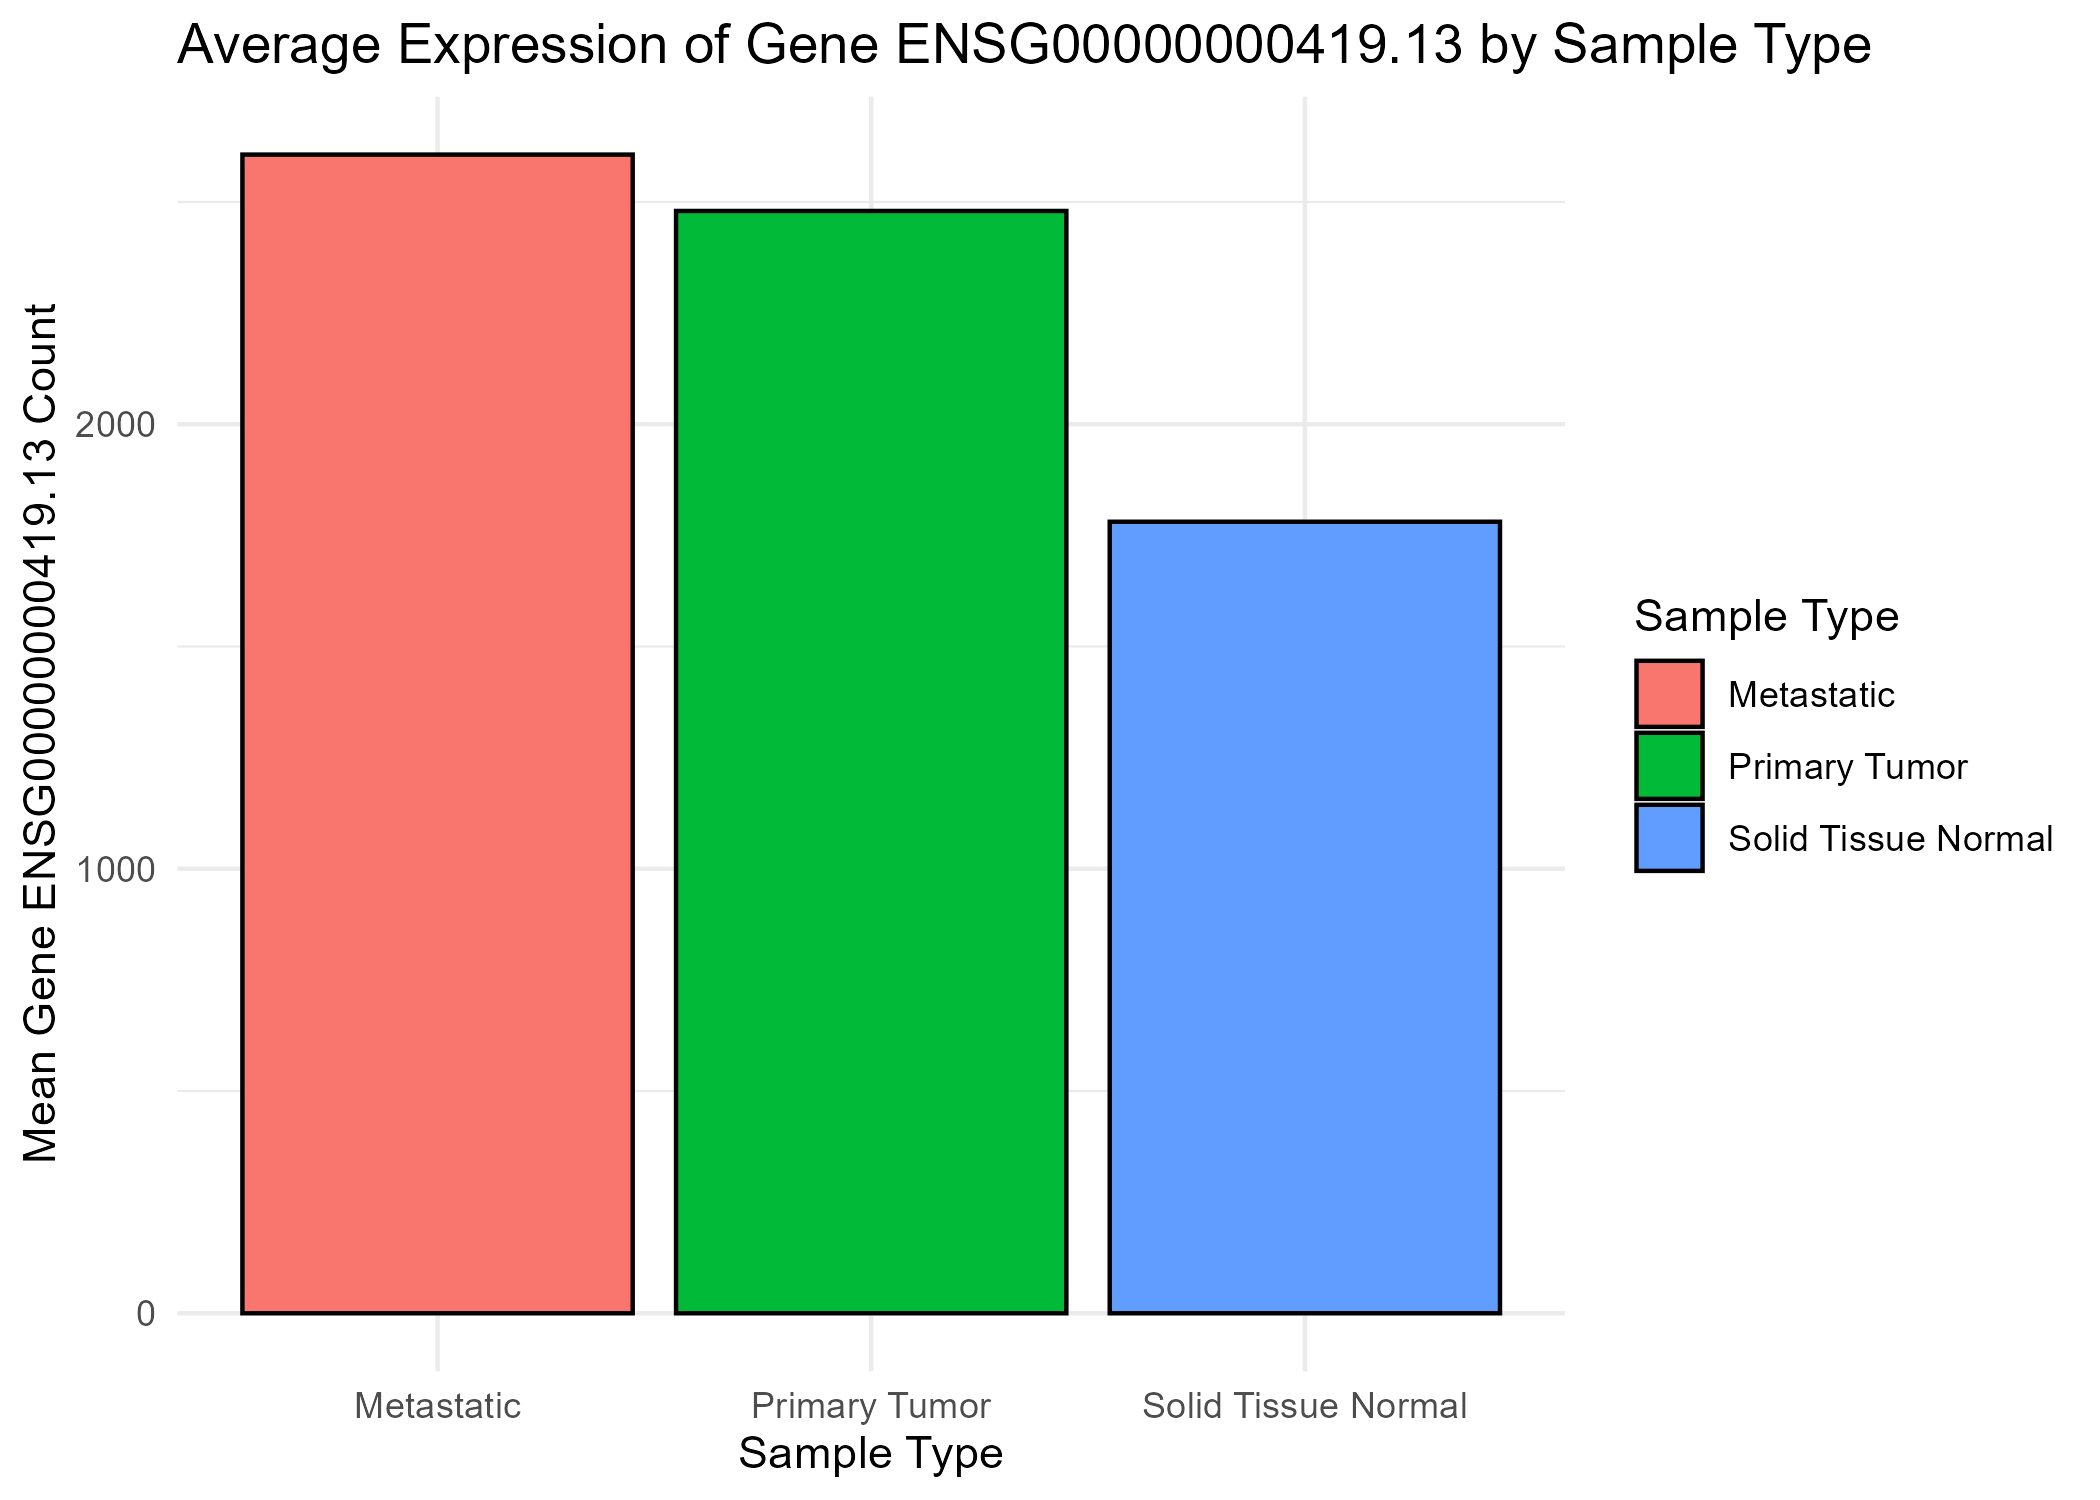 Average Expression of Gene ENSG00000000419.13 by Sample Type
Mean Gene ENSG00000000419.13 Count
2000
1000
0
Metastatic
Primary Tumor
Solid Tissue Normal
Sample Type
Sample Type
Metastatic
Primary Tumor
Solid Tissue Normal